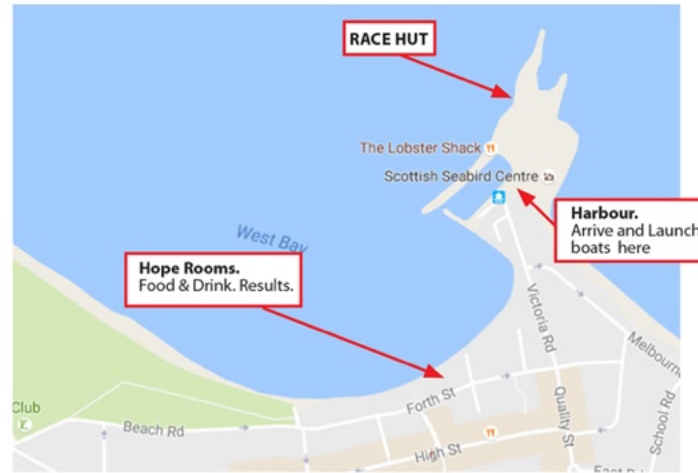 RACE HUT
The Lobster Shack
Scottish Seabird Centre
Harbour.
Arrive and Launch
boats here
West Bay
Hope Rooms.
Food & Drink. Results.
Victoria Rd
Melbourn
Forth St
Quality St
School Rd
Club
Beach Rd
High St